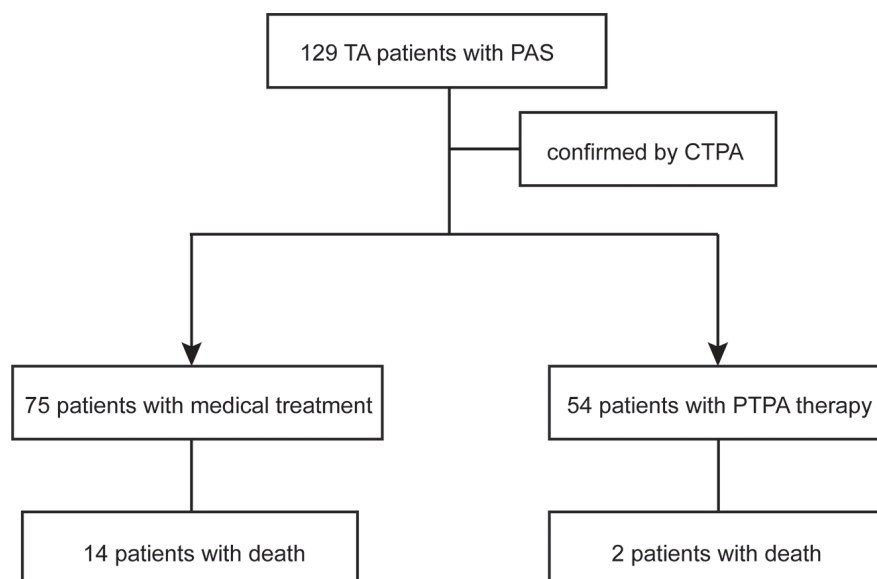 129 TA patients with PAS
confirmed by CTPA
75 patients with medical treatment
54 patients with PTPA therapy
14 patients with death
2 patients with death